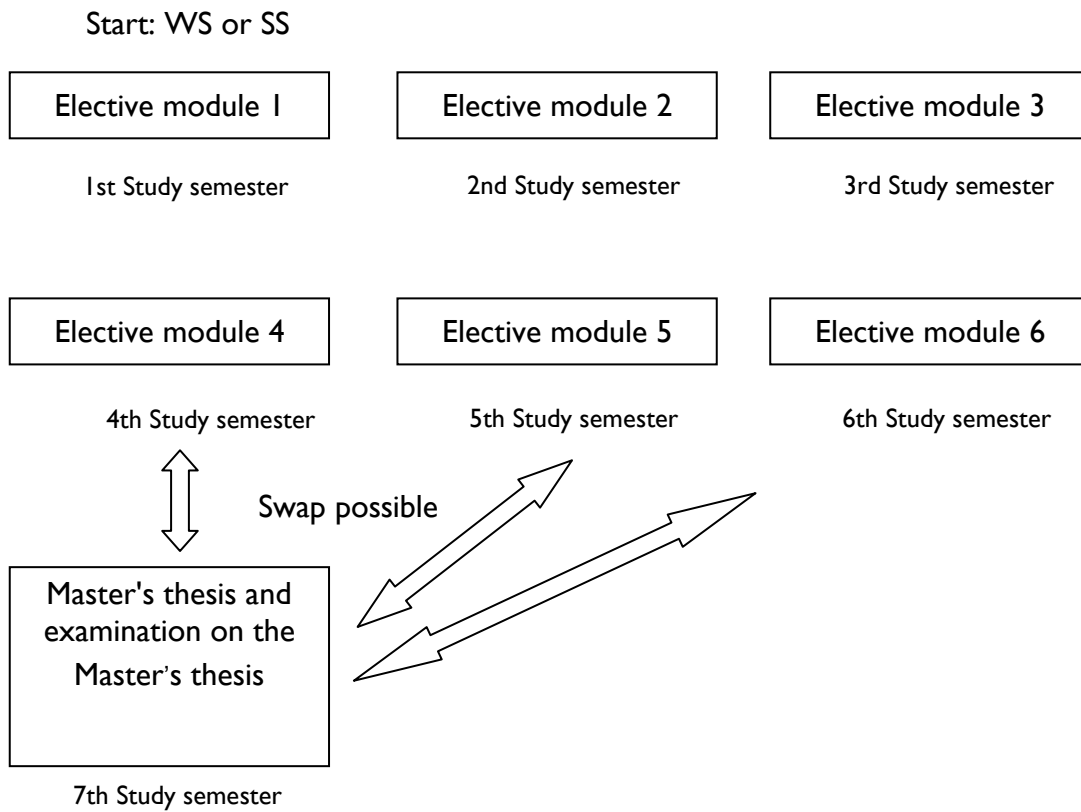 Start: WS or SS
Elective module 1
Elective module 2
Elective module 3
1st Study semester
2nd Study semester
3rd Study semester
Elective module 4
Elective module 5
Elective module 6
4th Study semester
5th Study semester
6th Study semester
Swap possible
Master's thesis and
examination on the
Master’s thesis
7th Study semester